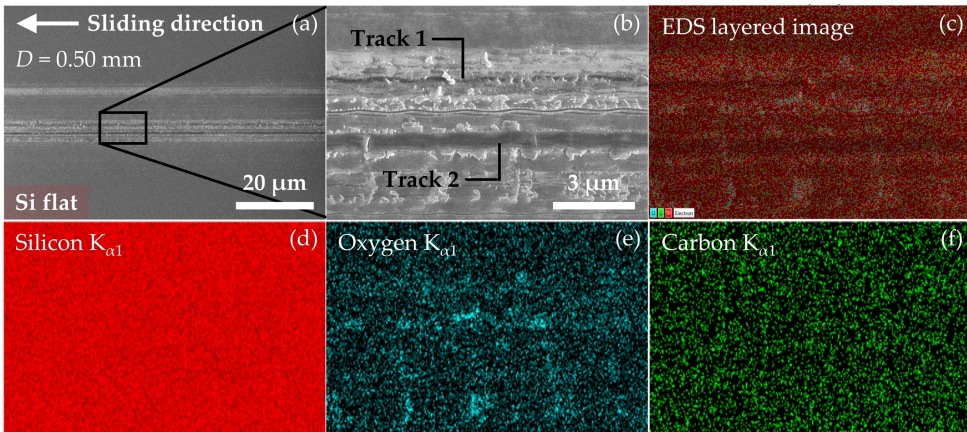 Sliding direction
(a)
D = 0.50 mm
20 μm
Si flat
(b)
Track 1
Track 2
3 μm
EDS layered image
(c)
Electron
Silicon Kα1
(d)
Oxygen Kα1
(e)
Carbon Kα1
(f)